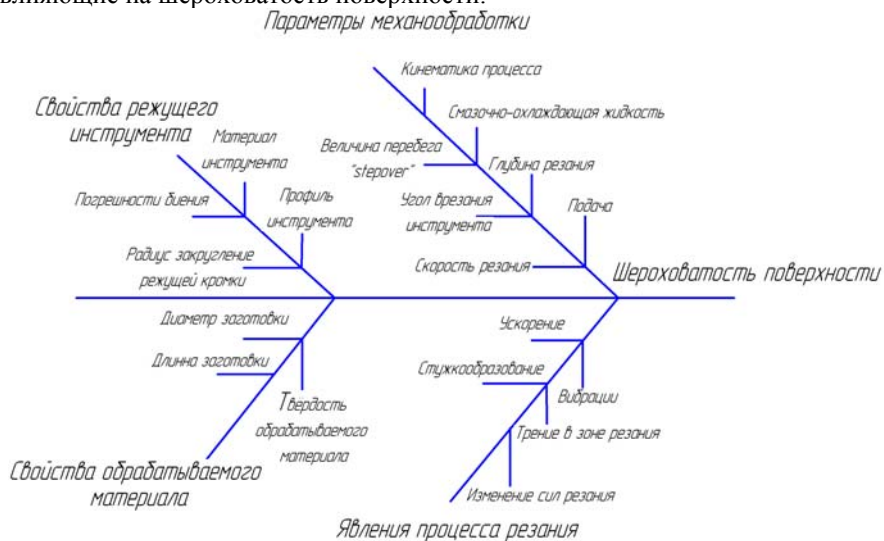 влияющие на шероховатость поверхности.
Параметры механообработки
Кинематика процесса
Свойства режущего
инструмента
Смазочно-охлаждающая жидкость
Материал
инструмента
Величина перебега
"stepover"
Глубина резания
Погрешности биения
Профиль
инструмента
Угол врезания
инструмента
Подача
Радиус закругление
режущей кромки
Скорость резания
Шероховатость поверхности
Диаметр заготовки
Ускорение
Длинна заготовки
Стужкообразование
Твёрдость
обрабатываемого
материала
Вибрации
Трение в зоне резания
Свойства обрабатываемого
материала
Изменение сил резания
Явления процесса резания